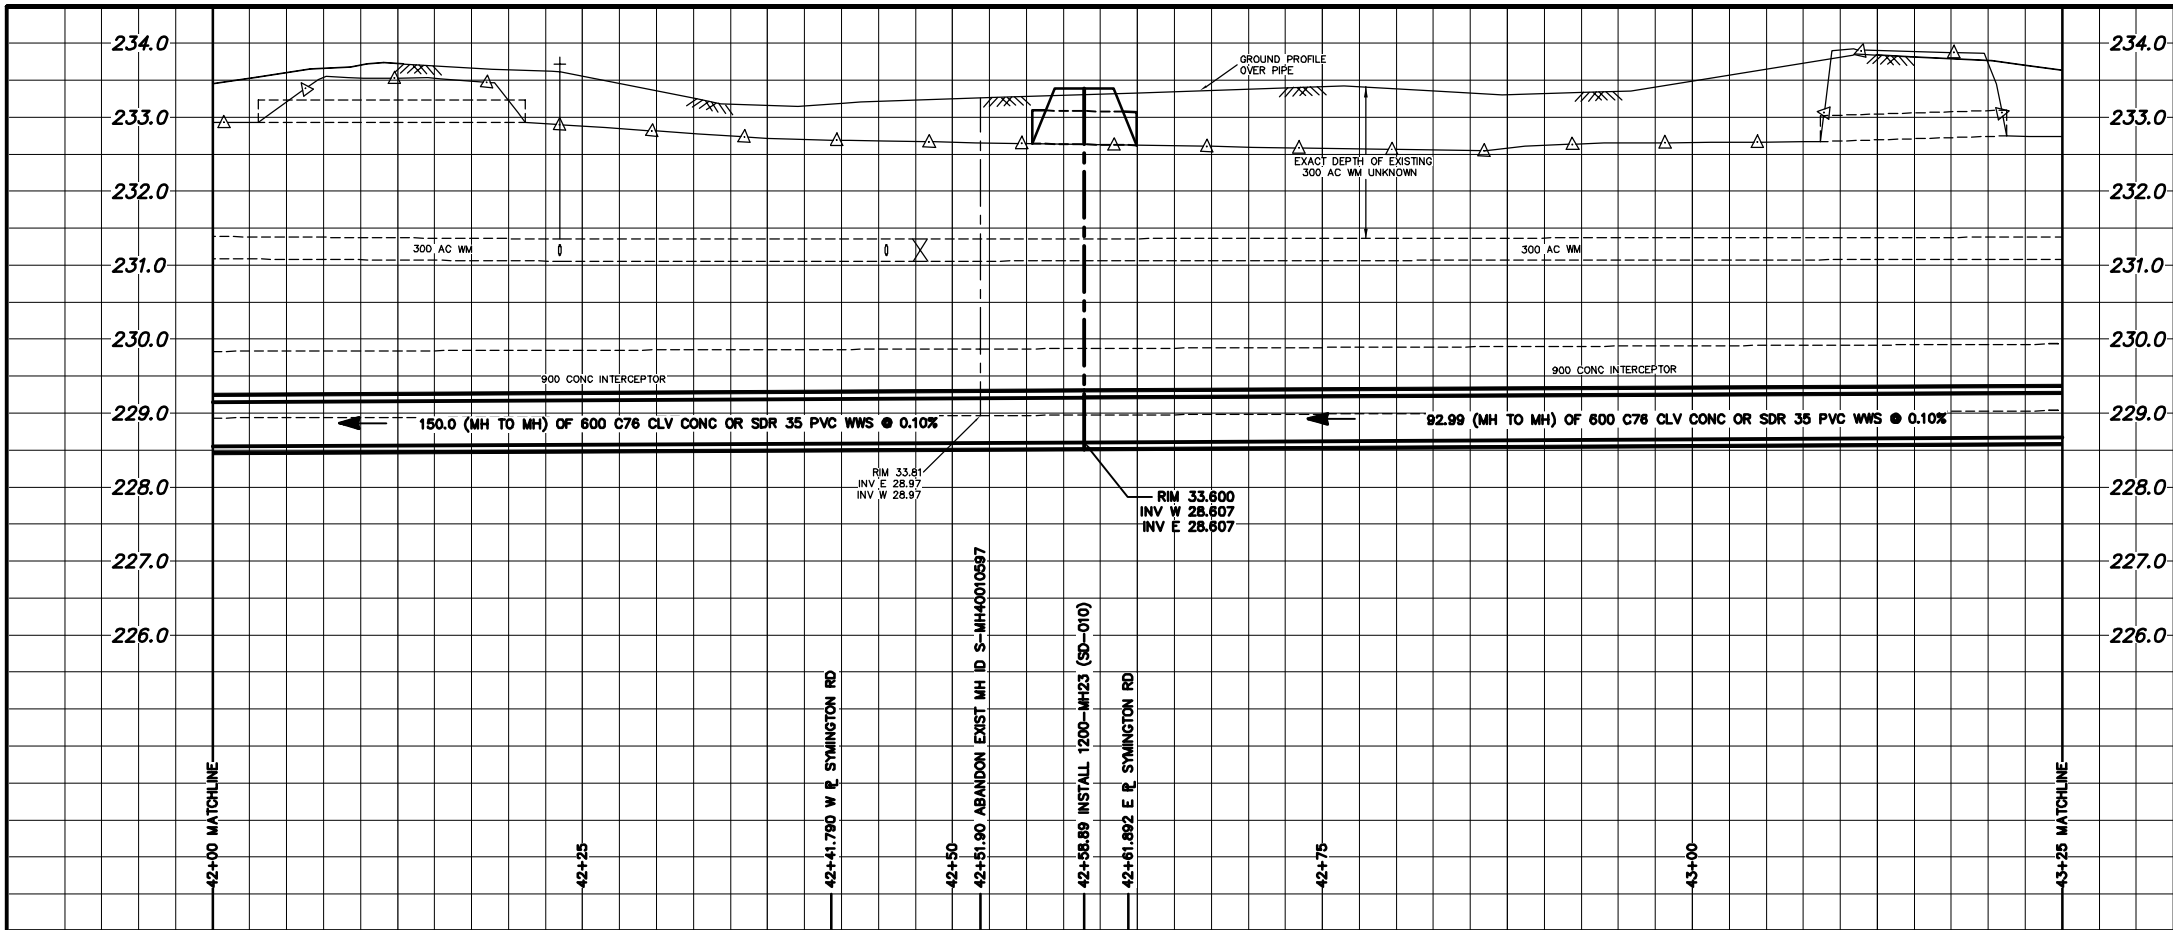 234.0
234.0
GROUND PROFILE
OVER PIPE
233.0
233.0
EXACT DEPTH OF EXISTING
300 AC WM UNKNOWN
232.0
232.0
300 AC WM
300 AC WM
231.0
231.0
230.0
230.0
900 CONC INTERCEPTOR
900 CONC INTERCEPTOR
229.0
229.0
150.0 (MH TO MH) OF 600 C76 CLV CONC OR SDR 35 PVC WWS @ 0.10%
92.99 (MH TO MH) OF 600 C76 CLV CONC OR SDR 35 PVC WWS @ 0.10%
RIM 33.81
INV E 28.97
INV W 28.97
228.0
228.0
RIM 33.600
INV W 28.607
INV E 28.607
227.0
227.0
226.0
226.0
42+00 MATCHLINE
42+25
42+41.790 W PL SYMINGTON RD
42+50
42+51.90 ABANDON EXIST MH ID S-MH40010597
42+58.89 INSTALL 1200-MH23 (SD-010)
42+61.892 E PL SYMINGTON RD
42+75
43+00
43+25 MATCHLINE